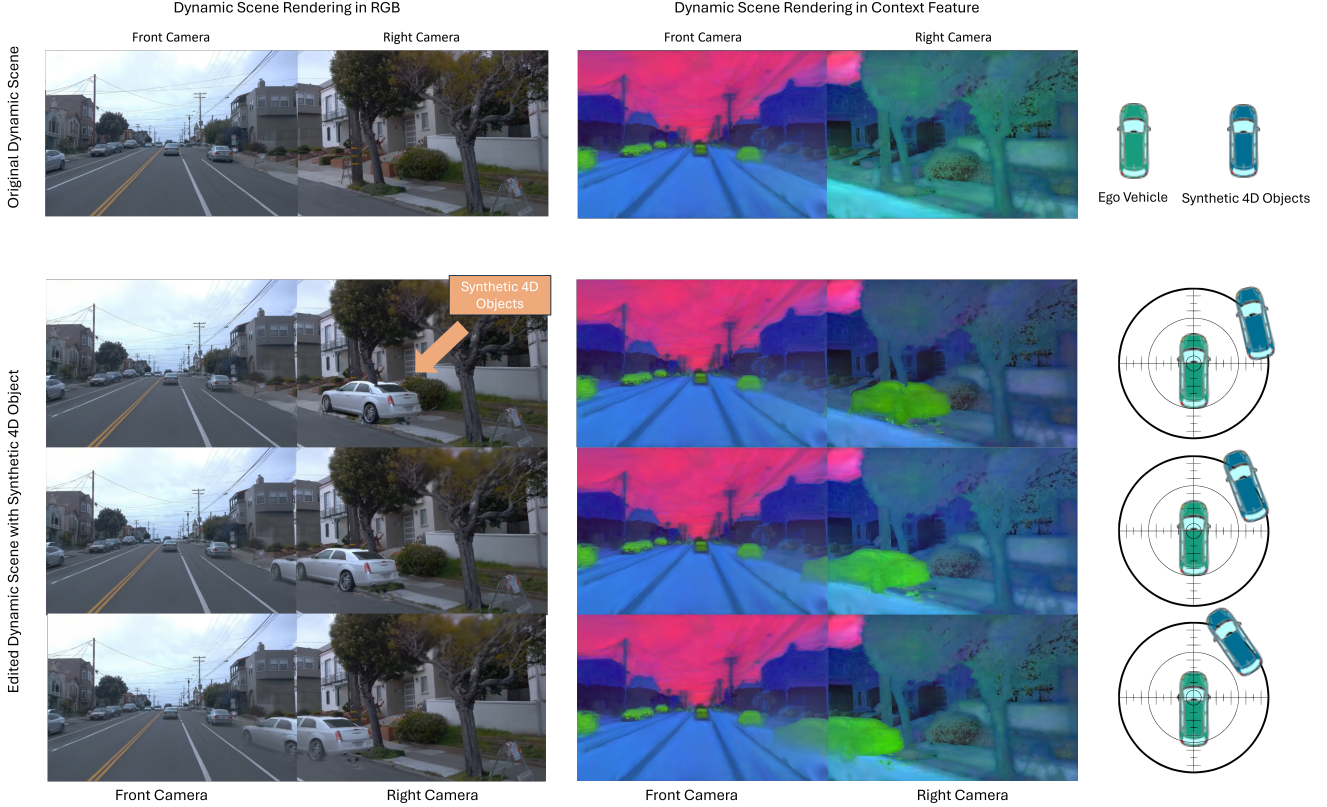 Dynamic Scene Rendering in RGB
Dynamic Scene Rendering in Context Feature
Front Camera
Right Camera
Front Camera
Right Camera
Original Dynamic Scene
Ego Vehicle
Synthetic 4D Objects
Synthetic 4D
Objects
Edited Dynamic Scene with Synthetic 4D Object
Front Camera
Right Camera
Front Camera
Right Camera